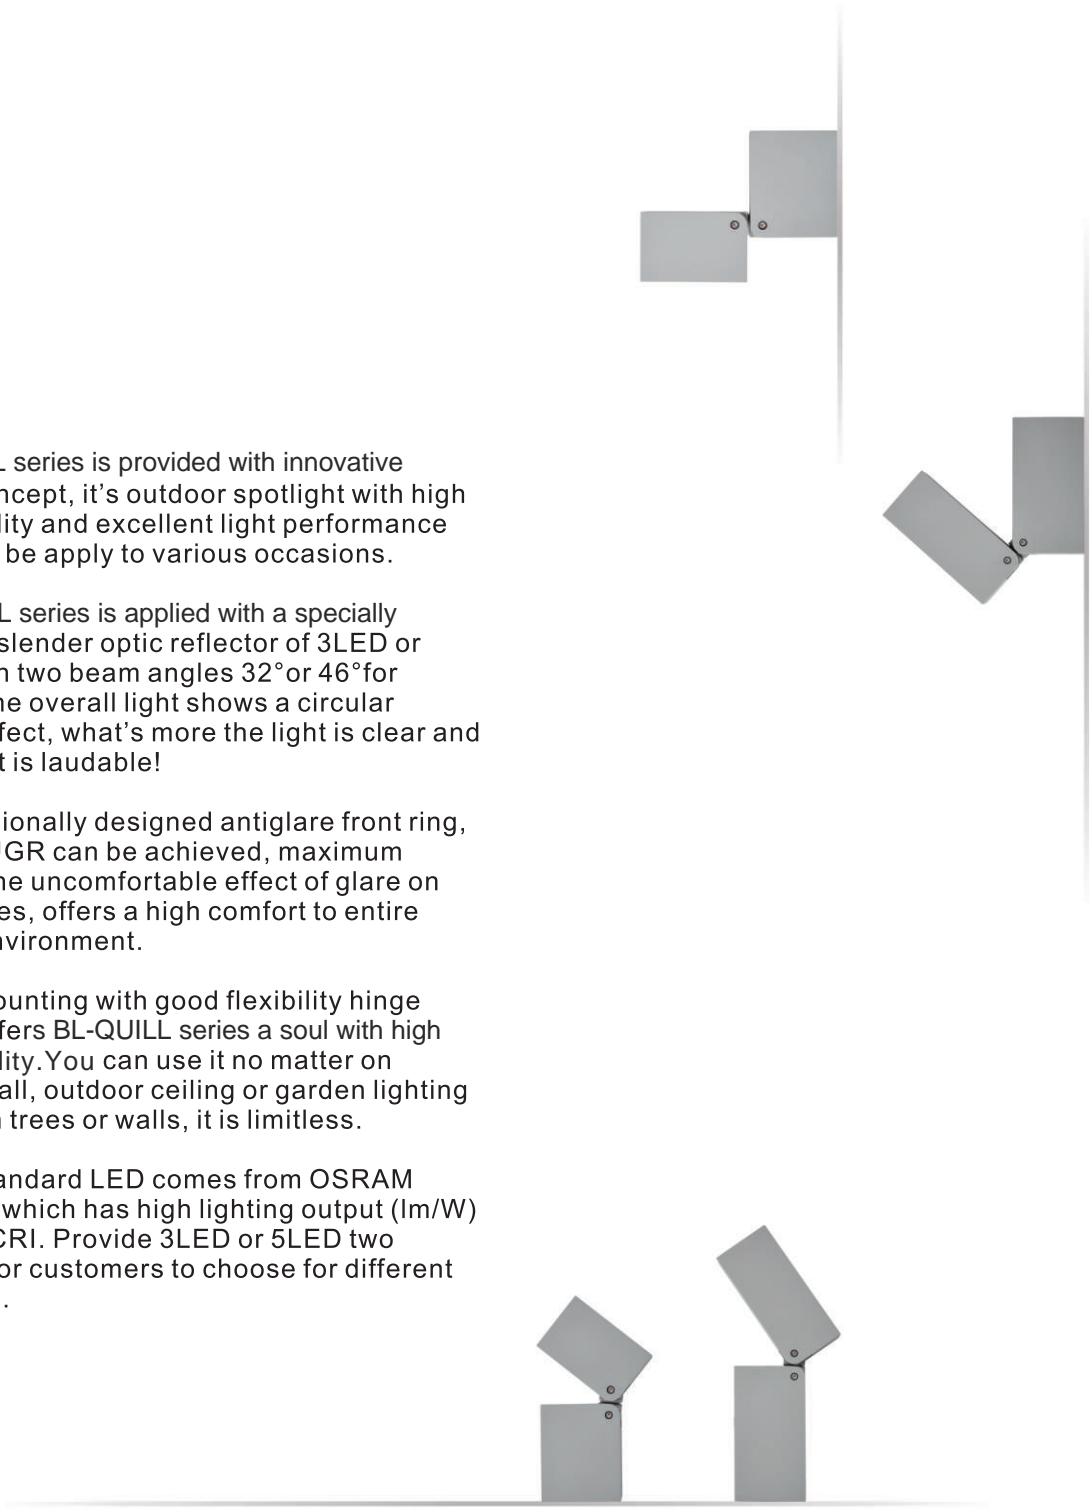 L series is provided with innovative
ncept, it’s outdoor spotlight with high
lity and excellent light performance
be apply to various occasions.
L series is applied with a specially
slender optic reflector of 3LED or
n two beam angles 32°or 46°for
ne overall light shows a circular
ffect, what’s more the light is clear and
t is laudable!
ionally designed antiglare front ring,
UGR can be achieved, maximum
ne uncomfortable effect of glare on
es, offers a high comfort to entire
nvironment.
ounting with good flexibility hinge
fers BL-QUILL series a soul with high
lity.You can use it no matter on
all, outdoor ceiling or garden lighting
n trees or walls, it is limitless.
andard LED comes from OSRAM
which has high lighting output (lm/W)
CRI. Provide 3LED or 5LED two
or customers to choose for different
.